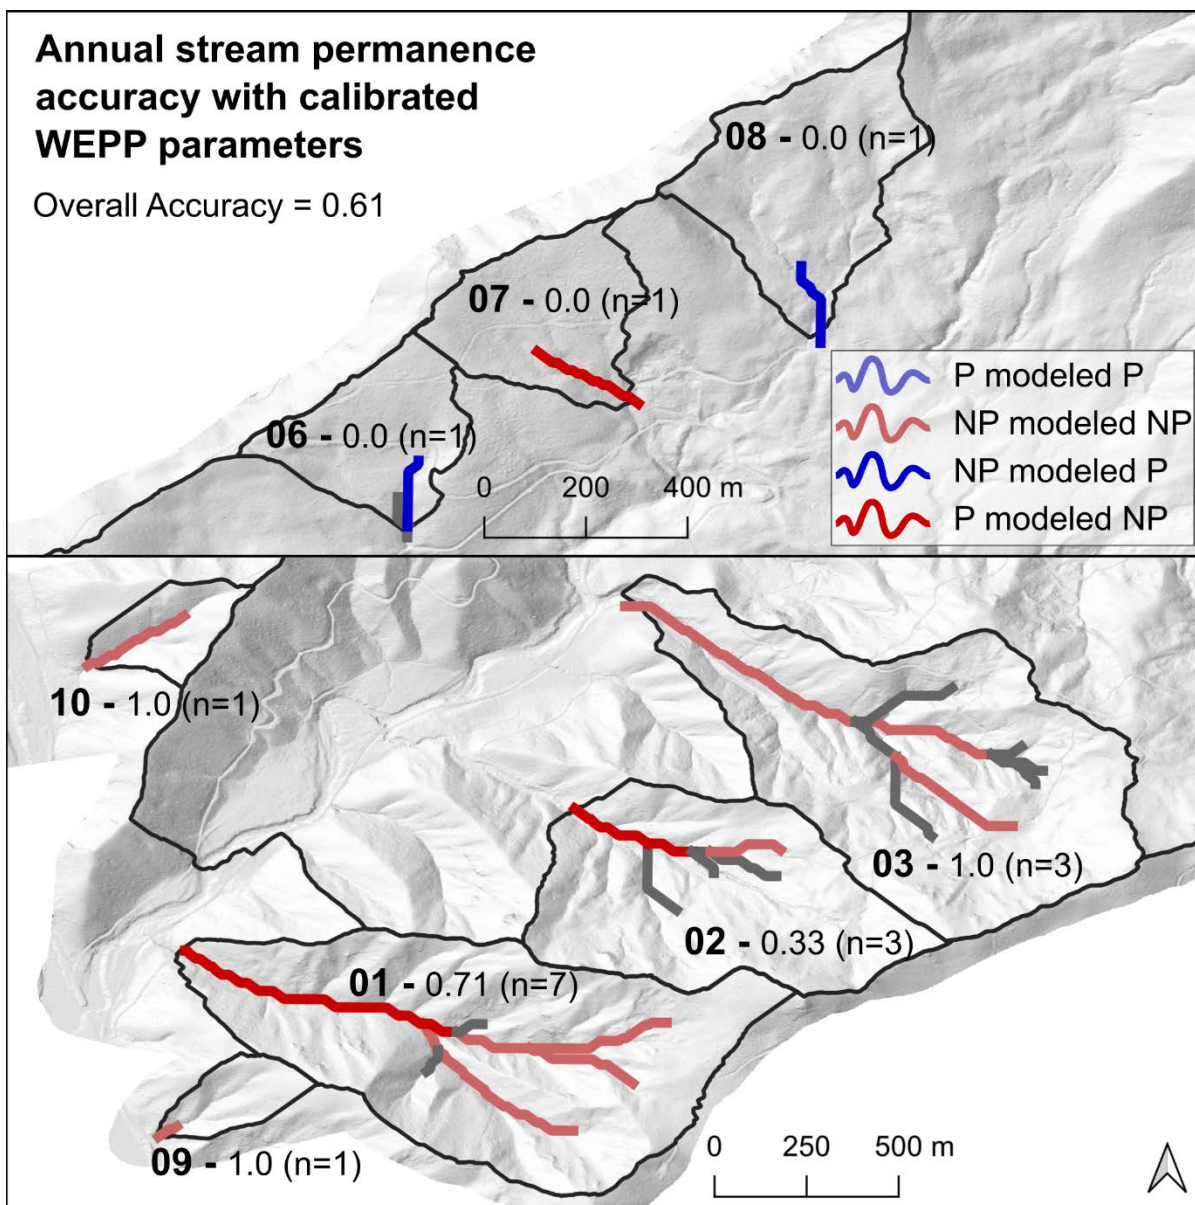 Annual stream permanence
accuracy with calibrated
WEPP parameters
Overall Accuracy = 0.61
08 - 0.0 (n=1)
07 - 0.0 (n=1)
06 - 0.0 (n=1)
P modeled P
NP modeled NP
NP modeled P
P modeled NP
0 200 400 m
10 - 1.0 (n=1)
03 - 1.0 (n=3)
02 - 0.33 (n=3)
01 - 0.71 (n=7)
09 - 1.0 (n=1)
0 250 500 m